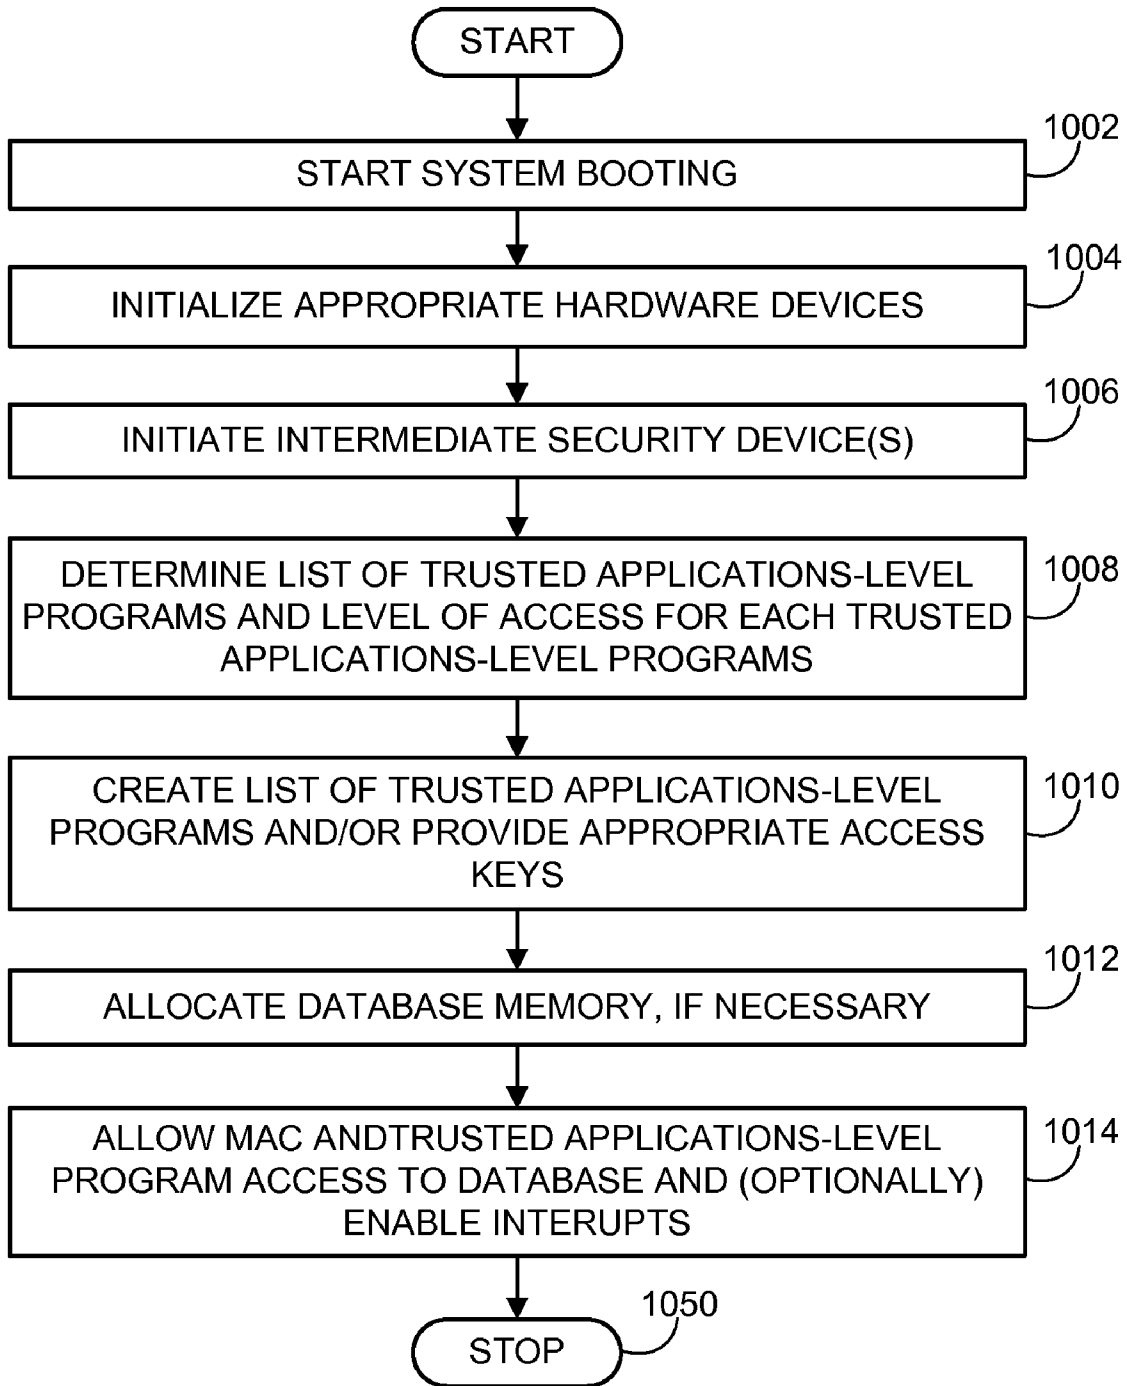 START
1002
START SYSTEM BOOTING
1004
INITIALIZE APPROPRIATE HARDWARE DEVICES
1006
INITIATE INTERMEDIATE SECURITY DEVICE(S)
1008
DETERMINE LIST OF TRUSTED APPLICATIONS-LEVEL
PROGRAMS AND LEVEL OF ACCESS FOR EACH TRUSTED
APPLICATIONS-LEVEL PROGRAMS
1010
CREATE LIST OF TRUSTED APPLICATIONS-LEVEL
PROGRAMS AND/OR PROVIDE APPROPRIATE ACCESS
KEYS
1012
ALLOCATE DATABASE MEMORY, IF NECESSARY
1014
ALLOW MAC ANDTRUSTED APPLICATIONS-LEVEL
PROGRAM ACCESS TO DATABASE AND (OPTIONALLY)
ENABLE INTERUPTS
1050
STOP